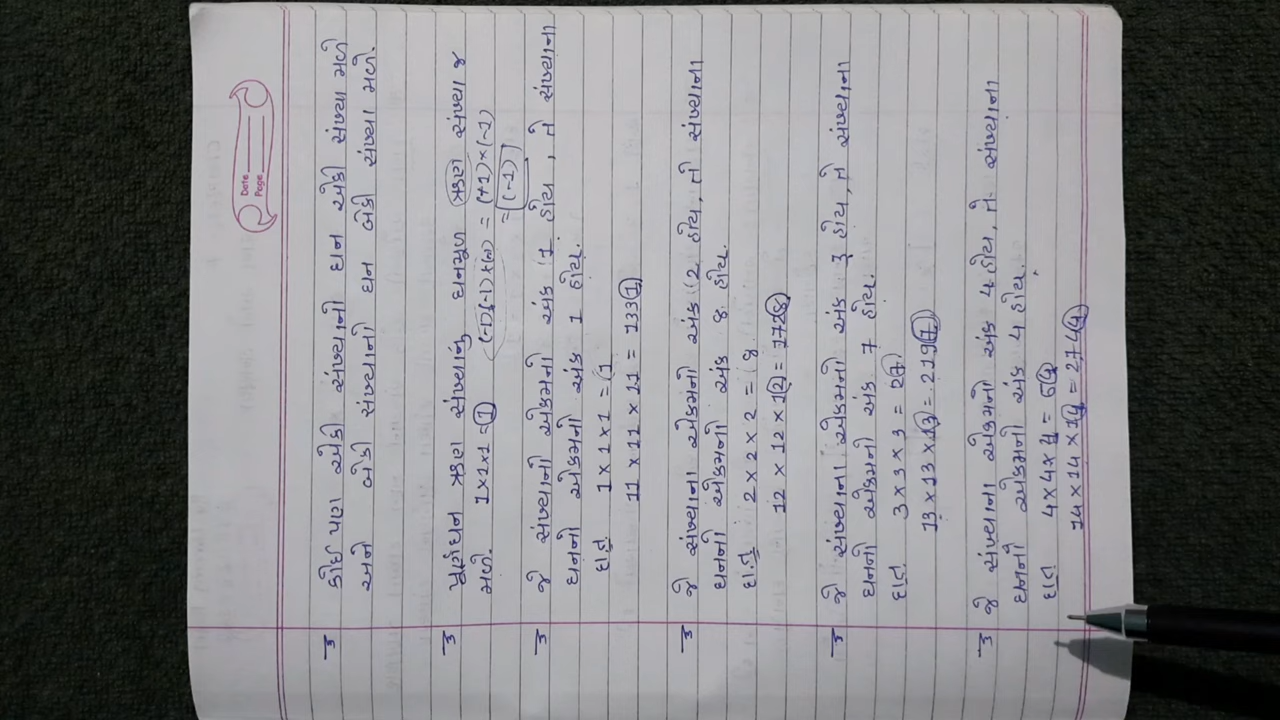 Date
Page
કોઈ પણ એકી સંખ્યાનો ઘન એકી સંખ્યા મળે
અને બેકી સંખ્યાનો ઘન બેકી સંખ્યા મળે.
પૂર્ણઘન ઋણ સંખ્યાનું ઘનમૂળ ઋણ સંખ્યા જ
મળે. 1×1×1 = 1 (-1)(-1)×(-1) = (+1)×(-1)
= (-1)
જે સંખ્યાનો એકમનો અંક 1 હોય, તે સંખ્યાના
ઘનનો એકમનો અંક 1 હોય.
દા.ત 1 × 1 × 1 = 1
11 × 11 × 11 = 1331
જે સંખ્યાના એકમનો અંક 2 હોય, તો સંખ્યાના
ઘનનો એકમનો અંક 8 હોય.
દા.ત 2 × 2 × 2 = 8
12 × 12 × 12 = 1728
જે સંખ્યાના એકમનો અંક 3 હોય, તે સંખ્યાના
ઘનનો એકમનો અંક 7 હોય.
દાત 3 × 3 × 3 = 27
13 × 13 × 13 = 2197
જે સંખ્યાના એકમનો અંક 4 હોય, તે સંખ્યાના
ઘનનો એકમનો અંક 4 હોય.
દાત 4 × 4 × 4 = 64
14 × 14 × 14 = 2744